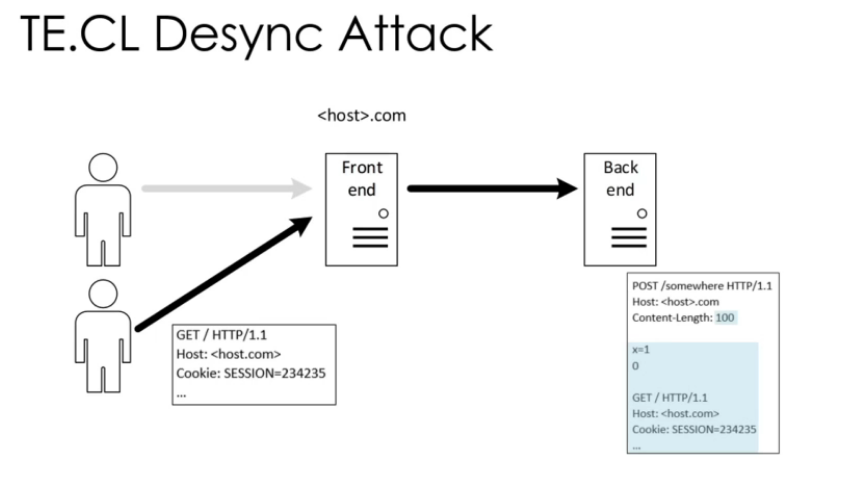 TE.CL Desync Attack
<host>.com
Front
end
Back
end
GET / HTTP/1.1
Host: <host.com>
Cookie: SESSION=234235
...
POST /somewhere HTTP/1.1
Host: <host>.com
Content-Length: 100
x=1
0
GET / HTTP/1.1
Host: <host.com>
Cookie: SESSION=234235
...